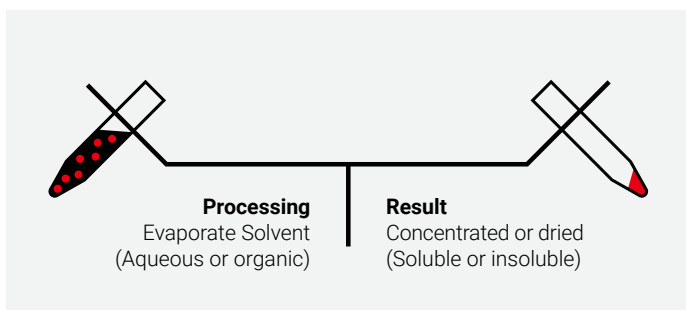 Processing
Evaporate Solvent
(Aqueous or organic)
Result
Concentrated or dried
(Soluble or insoluble)